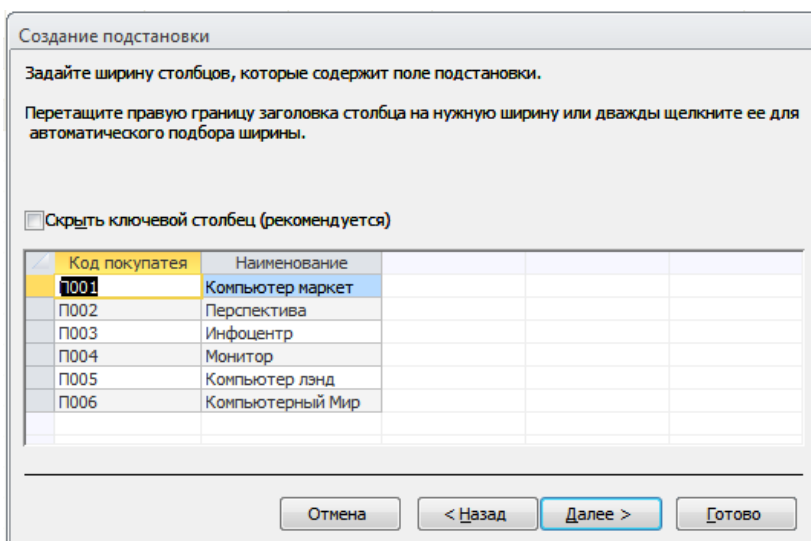 Создание подстановки
Задайте ширину столбцов, которые содержит поле подстановки.
Перетащите правую границу заголовка столбца на нужную ширину или дважды щелкните ее для
автоматического подбора ширины.
Скрыть ключевой столбец (рекомендуется)
Код покупатея Наименование
П001 Компьютер маркет
П002 Перспектива
П003 Инфоцентр
П004 Монитор
П005 Компьютер лэнд
П006 Компьютерный Мир
Отмена < Назад Далее > Готово